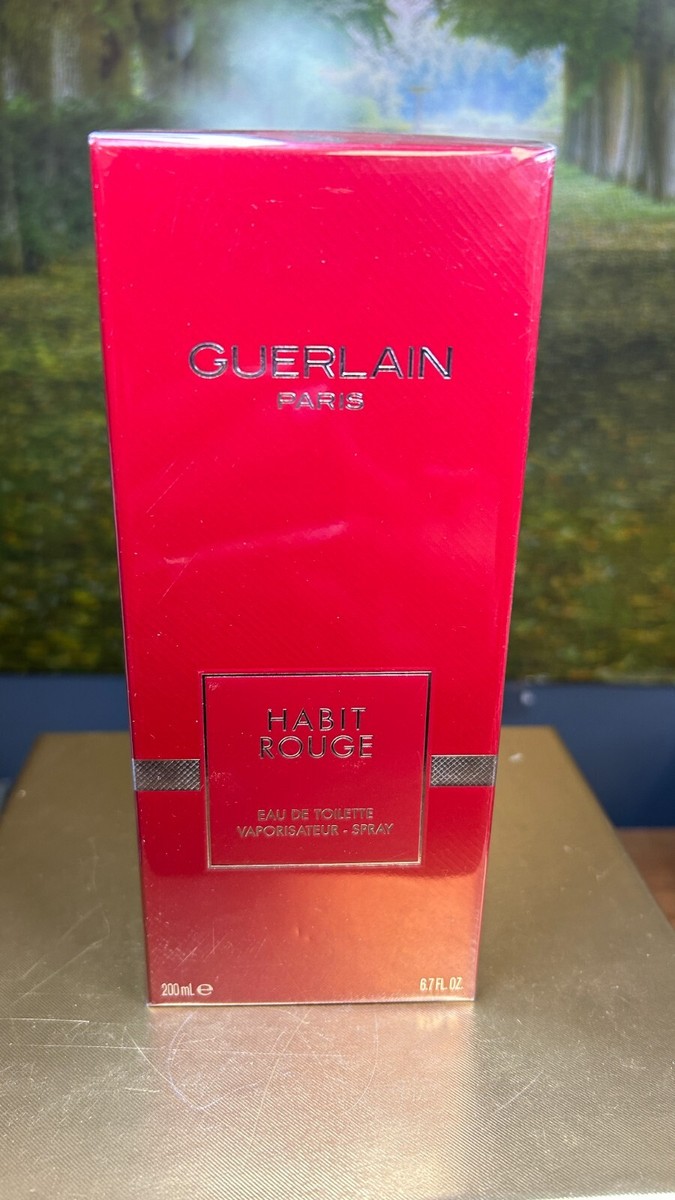 GUERLAIN
PARIS
HABIT
ROUGE
EAU DE TOILETTE
VAPORISATEUR - SPRAY
200 mL ℮
6.7 FL. OZ.